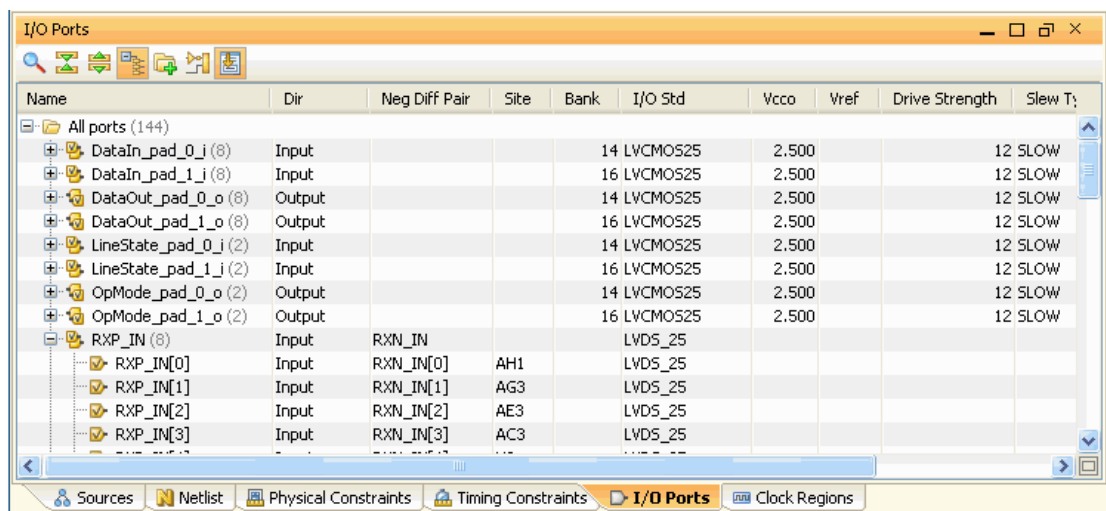 I/O Ports
Name Dir Neg Diff Pair Site Bank I/O Std Vcco Vref Drive Strength Slew Ty
All ports (144)
DataIn_pad_0_i (8) Input 14 LVCMOS25 2.500 12 SLOW
DataIn_pad_1_i (8) Input 16 LVCMOS25 2.500 12 SLOW
DataOut_pad_0_o (8) Output 14 LVCMOS25 2.500 12 SLOW
DataOut_pad_1_o (8) Output 16 LVCMOS25 2.500 12 SLOW
LineState_pad_0_i (2) Input 14 LVCMOS25 2.500 12 SLOW
LineState_pad_1_i (2) Input 16 LVCMOS25 2.500 12 SLOW
OpMode_pad_0_o (2) Output 14 LVCMOS25 2.500 12 SLOW
OpMode_pad_1_o (2) Output 16 LVCMOS25 2.500 12 SLOW
RXP_IN (8) Input RXN_IN LVDS_25
RXP_IN[0] Input RXN_IN[0] AH1 LVDS_25
RXP_IN[1] Input RXN_IN[1] AG3 LVDS_25
RXP_IN[2] Input RXN_IN[2] AE3 LVDS_25
RXP_IN[3] Input RXN_IN[3] AC3 LVDS_25
Sources Netlist Physical Constraints Timing Constraints I/O Ports Clock Regions